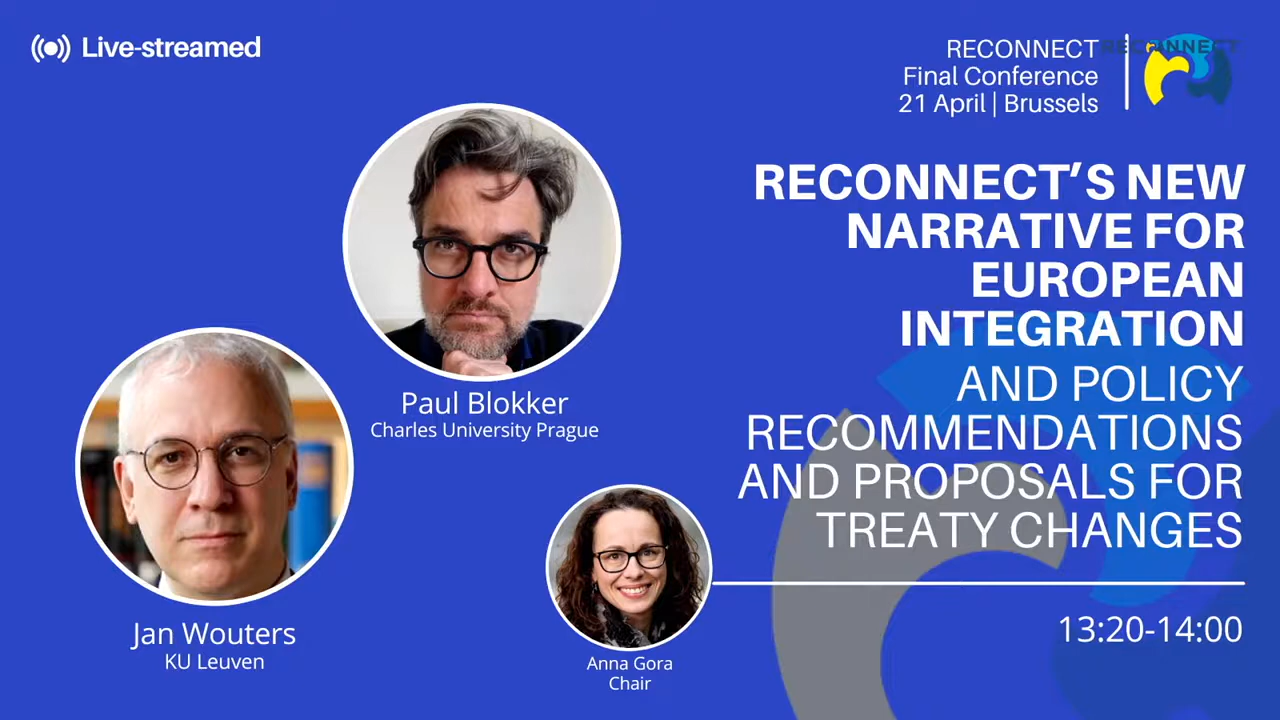 Live-streamed
RECONNECT
Final Conference
21 April | Brussels
RECONNECT
RECONNECT'S NEW
NARRATIVE FOR
EUROPEAN
INTEGRATION
AND POLICY
RECOMMENDATIONS
AND PROPOSALS FOR
TREATY CHANGES
13:20-14:00
Paul Blokker
Charles University Prague
Jan Wouters
KU Leuven
Anna Gora
Chair